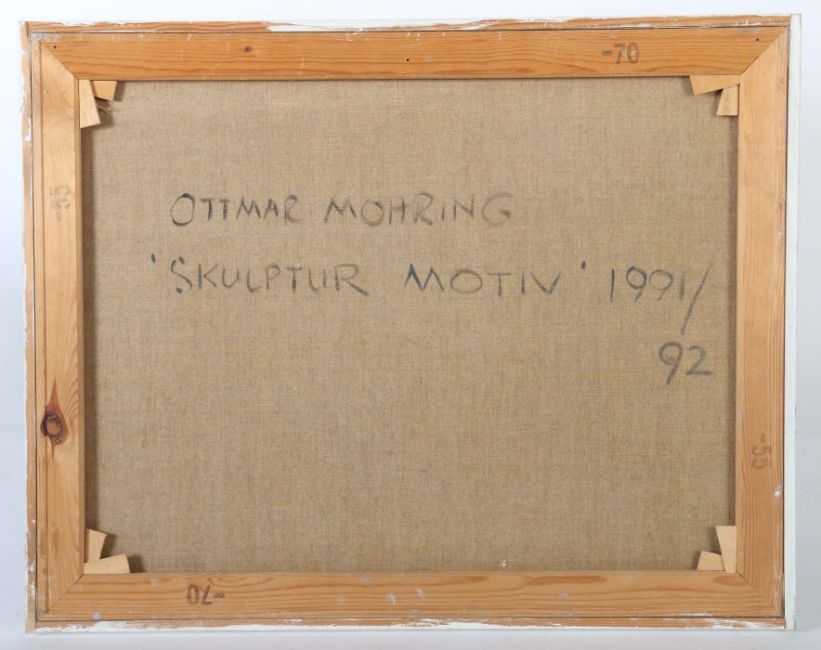 -70
-55
OTTMAR MOHRING
'SKULPTUR MOTIV' 1991/
92
-55
-70